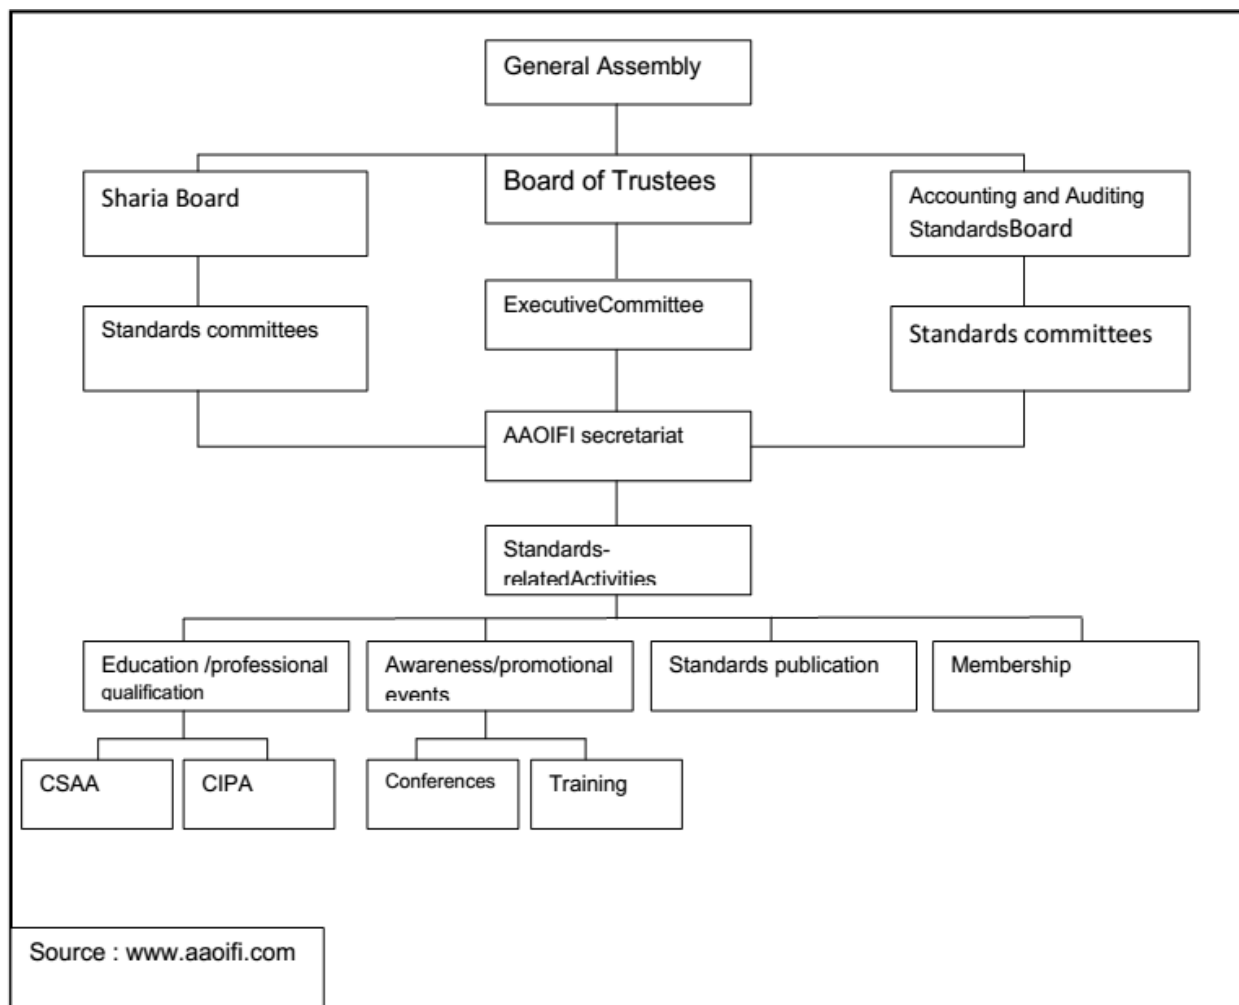 General Assembly
Sharia Board
Board of Trustees
Accounting and Auditing
StandardsBoard
Standards committees
ExecutiveCommittee
Standards committees
AAOIFI secretariat
Standards-
relatedActivities
Education /professional
qualification
Awareness/promotional
events
Standards publication
Membership
CSAA
CIPA
Conferences
Training
Source : www.aaoifi.com